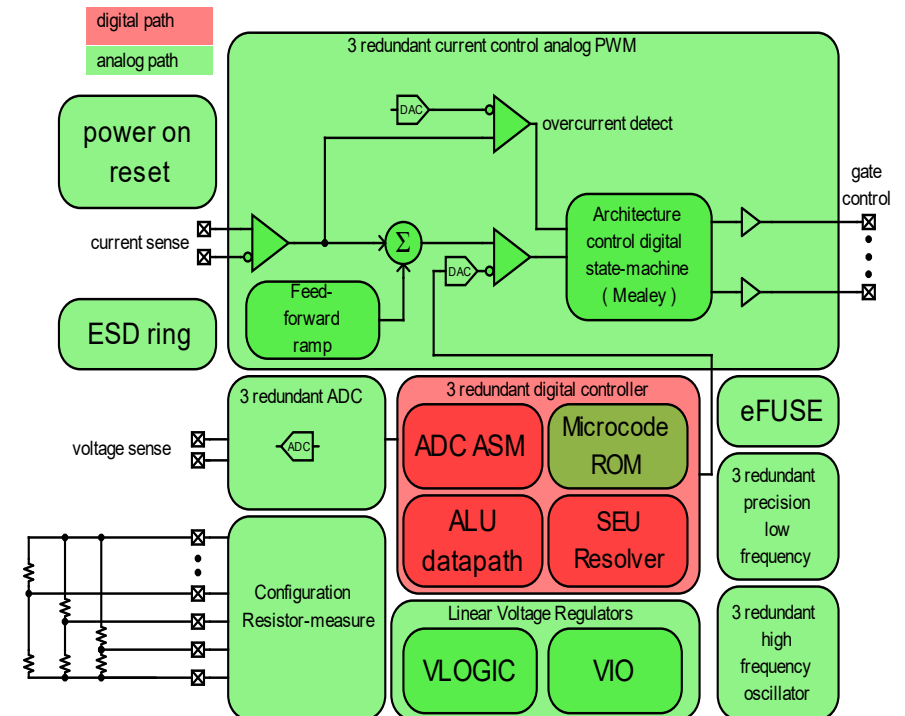 digital path
analog path
3 redundant current control analog PWM
power on
reset
DAC
overcurrent detect
gate
control
current sense
Σ
Architecture
control digital
state-machine
( Mealey )
DAC
Feed-
forward
ramp
ESD ring
3 redundant ADC
ADC
voltage sense
3 redundant digital controller
ADC ASM
Microcode
ROM
ALU
datapath
SEU
Resolver
eFUSE
3 redundant
precision
low
frequency
Configuration
Resistor-measure
Linear Voltage Regulators
VLOGIC
VIO
3 redundant
high
frequency
oscillator